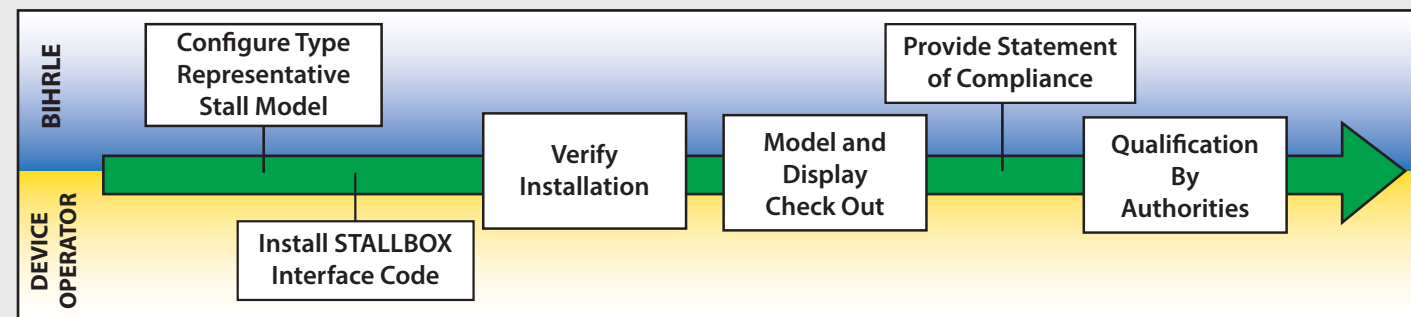 BIHRLE
Configure Type
Representative
Stall Model
Provide Statement
of Compliance
Verify
Installation
Model and
Display
Check Out
Qualification
By
Authorities
DEVICE
OPERATOR
Install STALLBOX
Interface Code